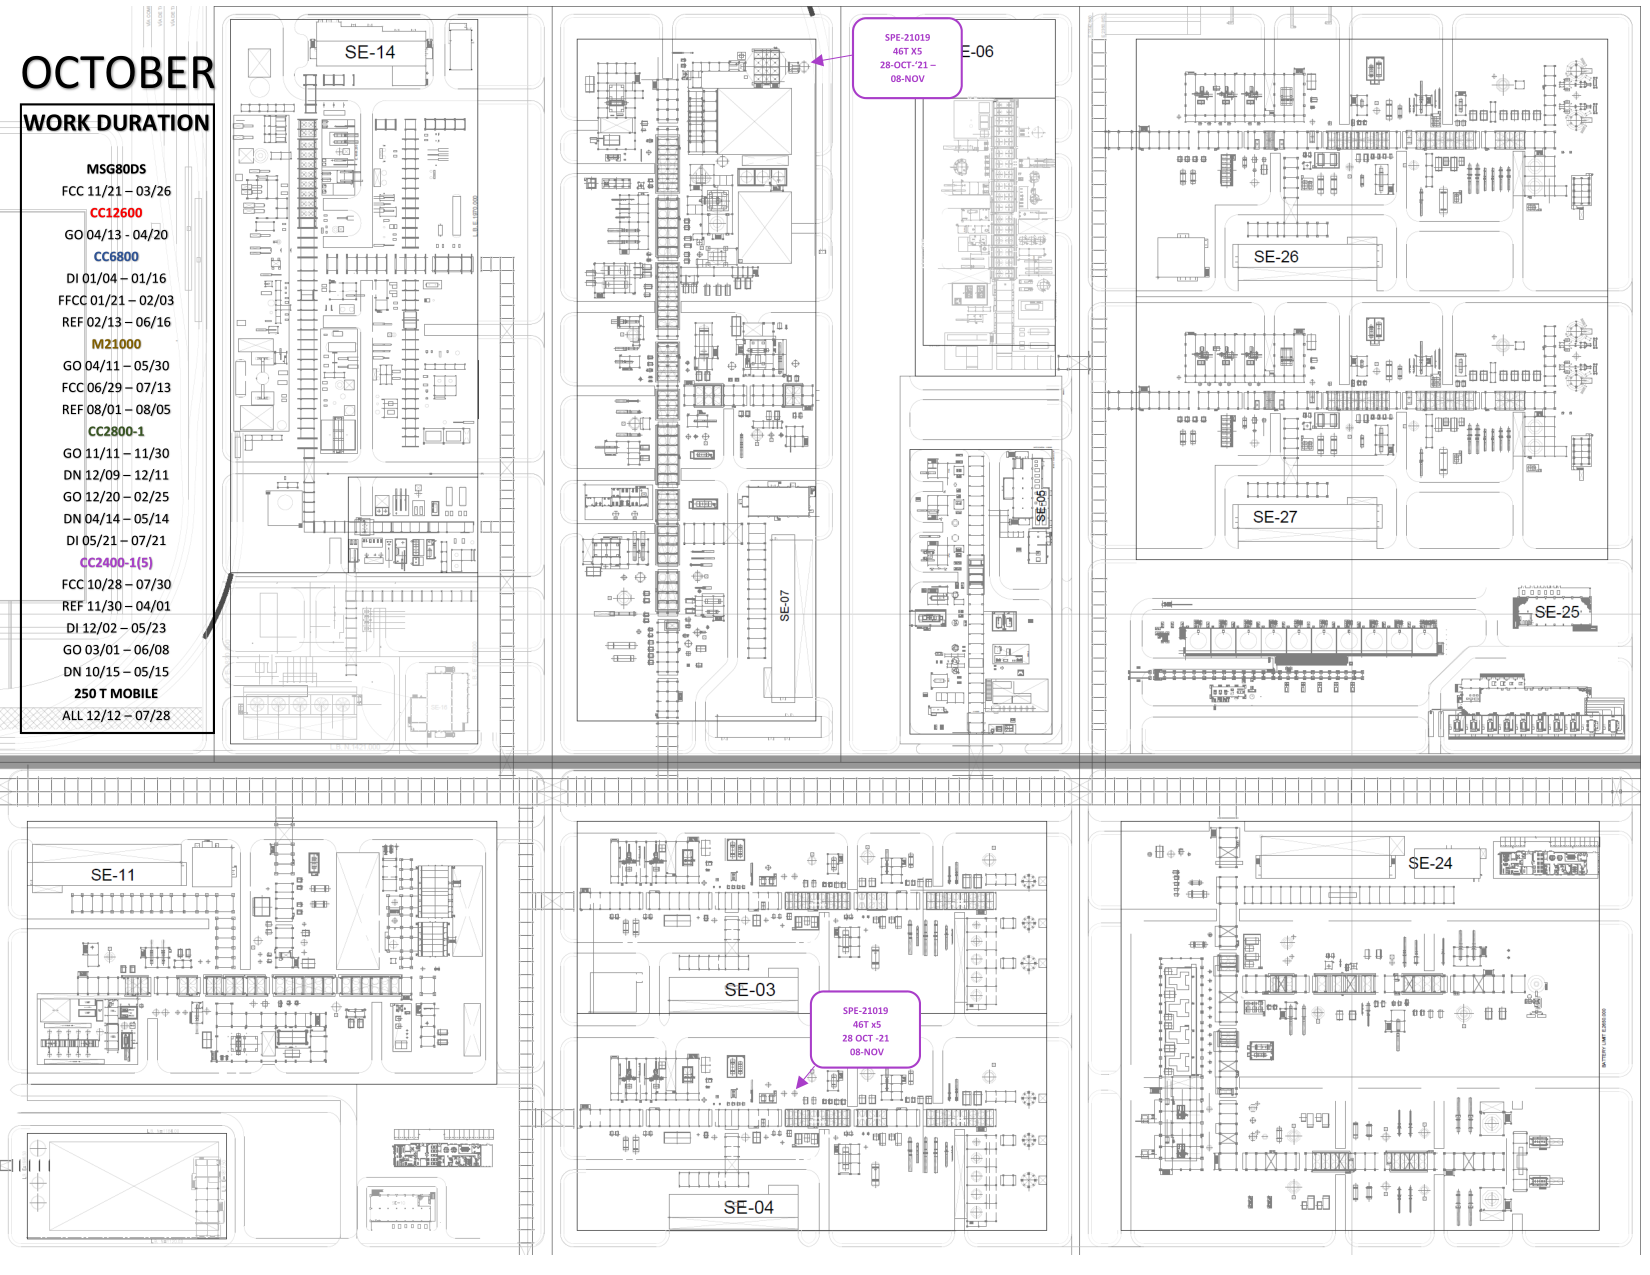 OCTOBER
WORK DURATION
MSG80DS
FCC 11/21 – 03/26
CC12600
GO 04/13 - 04/20
CC6800
DI 01/04 – 01/16
FFCC 01/21 – 02/03
REF 02/13 – 06/16
M21000
GO 04/11 – 05/30
FCC 06/29 – 07/13
REF 08/01 – 08/05
CC2800-1
GO 11/11 – 11/30
DN 12/09 – 12/11
GO 12/20 – 02/25
DN 04/14 – 05/14
DI 05/21 – 07/21
CC2400-1(5)
FCC 10/28 – 07/30
REF 11/30 – 04/01
DI 12/02 – 05/23
GO 03/01 – 06/08
DN 10/15 – 05/15
250 T MOBILE
ALL 12/12 – 07/28
SE-14
SPE-21019
46T X5
28-OCT-'21 –
08-NOV
E-06
SE-26
SE-05
SE-27
SE-07
SE-25
SE-11
SE-24
SE-03
SPE-21019
46T x5
28 OCT -21
08-NOV
SE-04